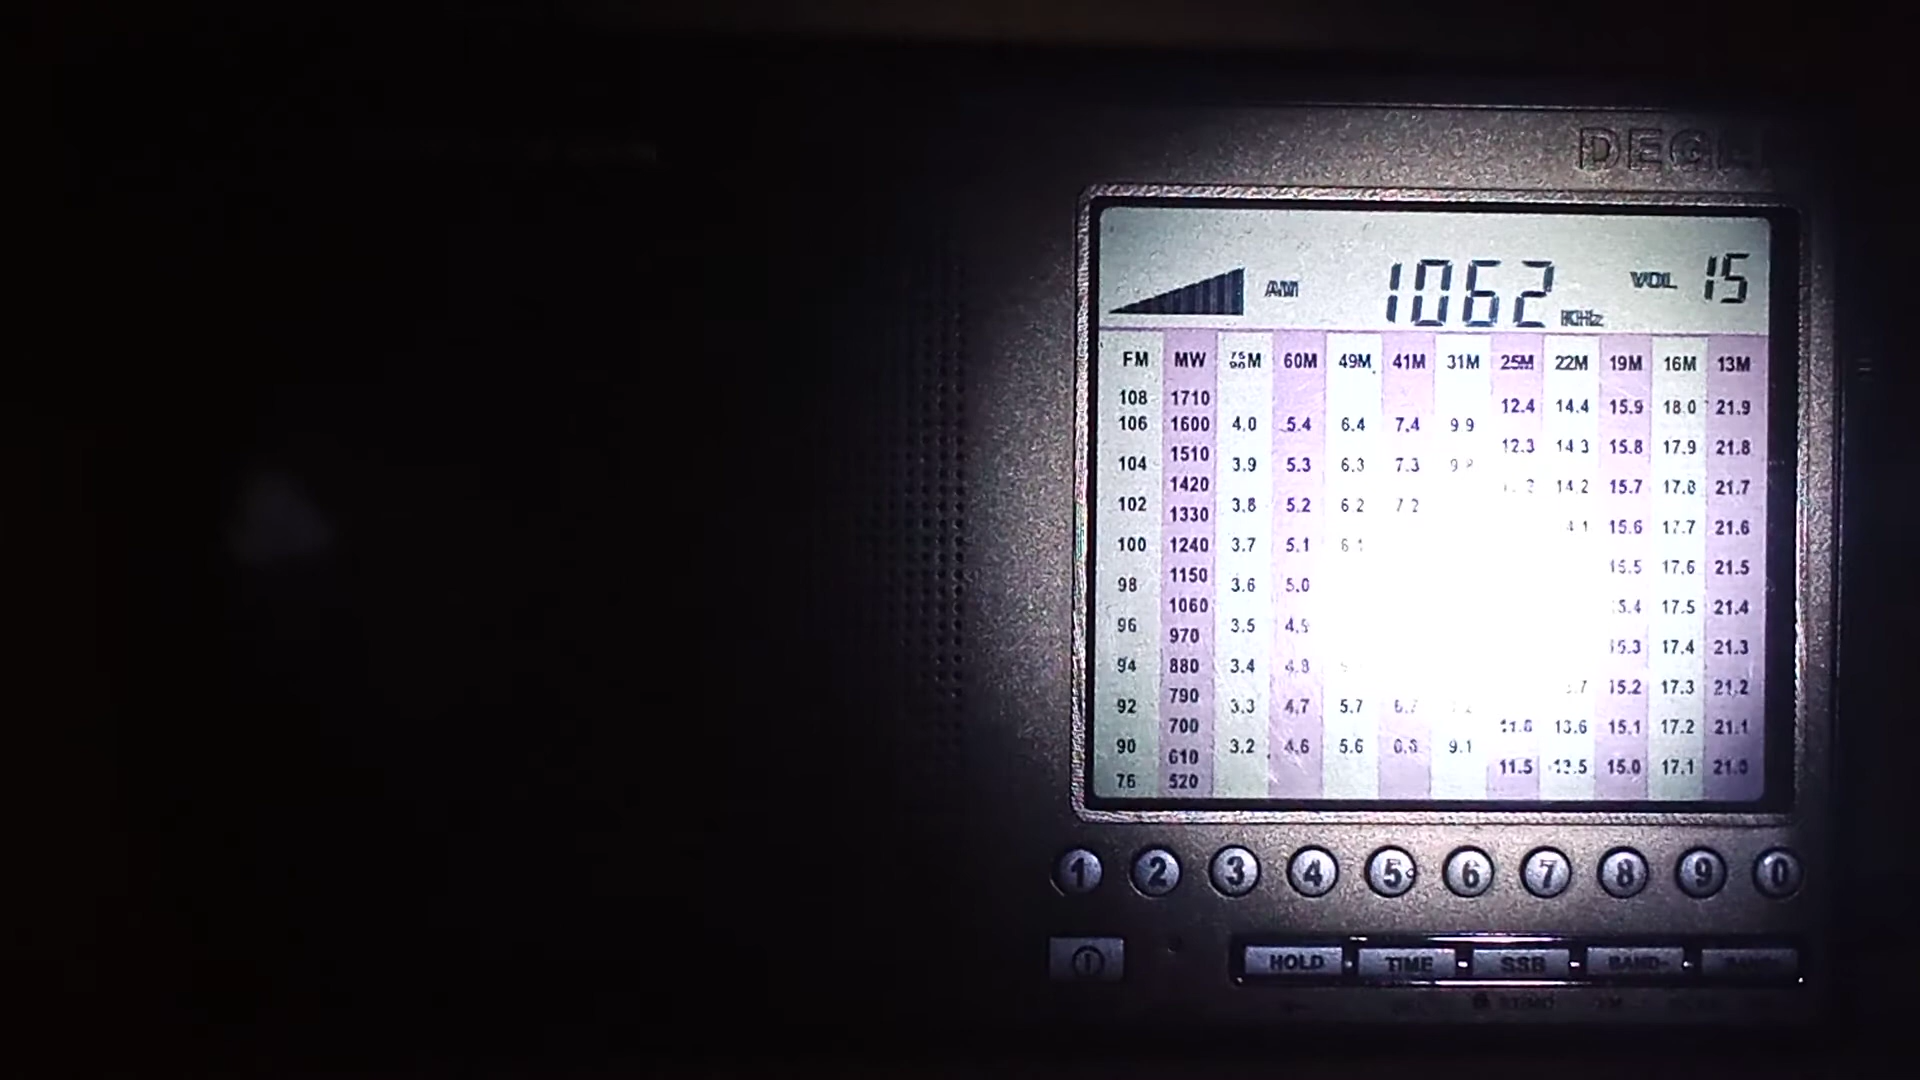 DEGE
AM 1062 KHz VOL 15
FM MW 75 90 M 60M 49M 41M 31M 25M 22M 19M 16M 13M
108 1710 12.4 14.4 15.9 18.0 21.9
106 1600 4.0 5.4 6.4 7.4 9.9
1510 12.3 14.3 15.8 17.9 21.8
104 3.9 5.3 6.3 7.3
1420 14.2 15.7 17.8 21.7
102 1330 3.8 5.2 6.2 7.2
15.6 17.7 21.6
100 1240 3.7 5.1 6.1
1150 15.5 17.6 21.5
98 3.6 5.0
1060 17.5 21.4
96 970 3.5
15.3 17.4 21.3
94 880 3.4 4.8
790 15.2 17.3 21.2
92 3.3 4.7 5.7
700 13.6 15.1 17.2 21.1
90 610 3.2 4.6 5.6 9.1
76 520 11.5 13.5 15.0 17.1 21.0
1 2 3 4 5 6 7 8 9 0
HOLD TIME SSB BAND-